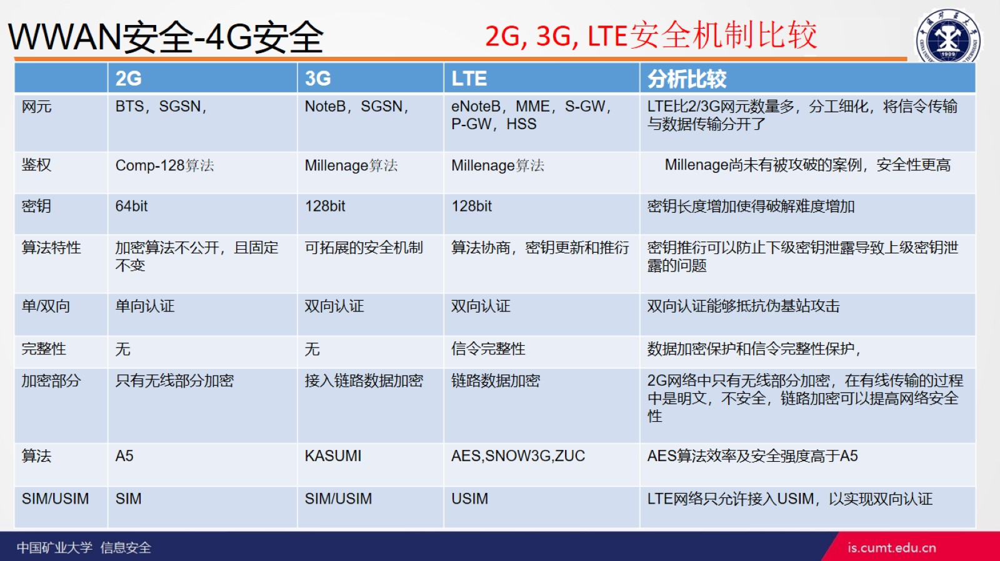 WWAN安全-4G安全
2G, 3G, LTE安全机制比较
1909
2G
3G
LTE
分析比较
网元
BTS，SGSN，
NoteB，SGSN，
eNoteB，MME，S-GW，
P-GW，HSS
LTE比2/3G网元数量多，分工细化，将信令传输
与数据传输分开了
鉴权
Comp-128算法
Millenage算法
Millenage算法
Millenage尚未有被攻破的案例，安全性更高
密钥
64bit
128bit
128bit
密钥长度增加使得破解难度增加
算法特性
加密算法不公开，且固定
不变
可拓展的安全机制
算法协商，密钥更新和推衍
密钥推衍可以防止下级密钥泄露导致上级密钥泄
露的问题
单/双向
单向认证
双向认证
双向认证
双向认证能够抵抗伪基站攻击
完整性
无
无
信令完整性
数据加密保护和信令完整性保护，
加密部分
只有无线部分加密
接入链路数据加密
链路数据加密
2G网络中只有无线部分加密，在有线传输的过程
中是明文，不安全，链路加密可以提高网络安全
性
算法
A5
KASUMI
AES,SNOW3G,ZUC
AES算法效率及安全强度高于A5
SIM/USIM
SIM
SIM/USIM
USIM
LTE网络只允许接入USIM，以实现双向认证
中国矿业大学 信息安全
is.cumt.edu.cn